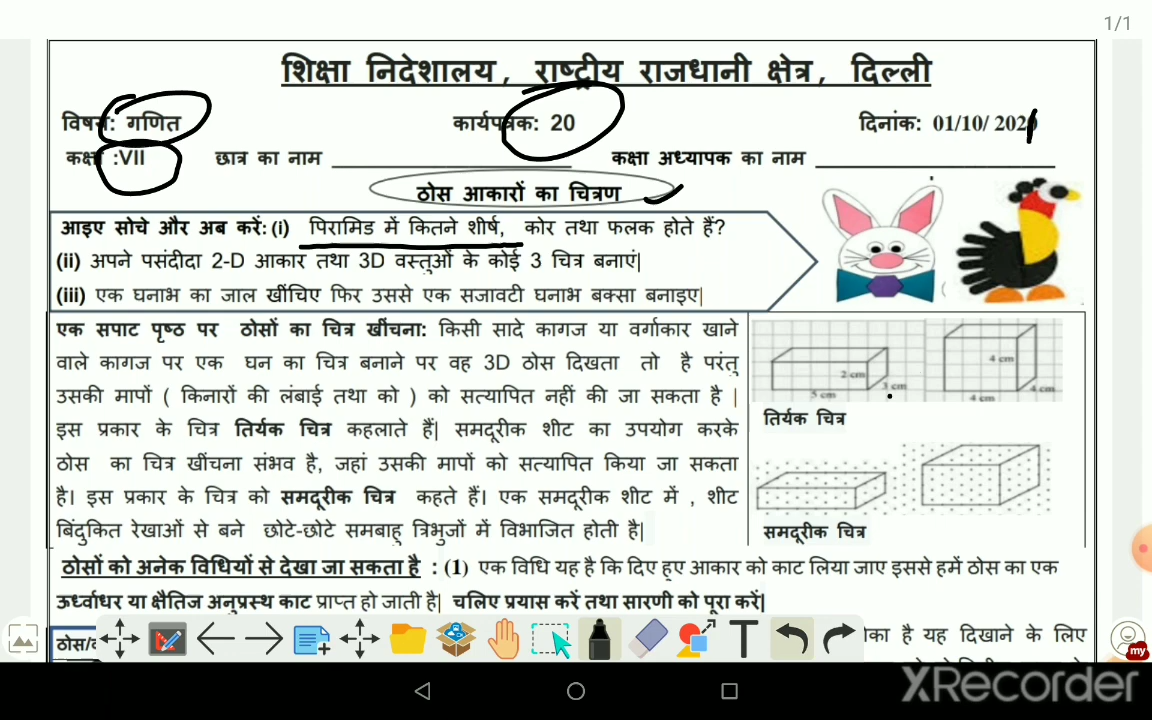 1/1
शिक्षा निदेशालय, राष्ट्रीय राजधानी क्षेत्र, दिल्ली
विषय: गणित कार्यपत्रक: 20 दिनांक: 01/10/ 2021
कक्षा :VII छात्र का नाम कक्षा अध्यापक का नाम
ठोस आकारों का चित्रण
आइए सोचे और अब करें: (i) पिरामिड में कितने शीर्ष, कोर तथा फलक होते हैं?
(ii) अपने पसंदीदा 2-D आकार तथा 3D वस्तुओं के कोई 3 चित्र बनाएं|
(iii) एक घनाभ का जाल खींचिए फिर उससे एक सजावटी घनाभ बक्सा बनाइए|
एक सपाट पृष्ठ पर ठोसों का चित्र खींचना: किसी सादे कागज या वर्गाकार खाने
वाले कागज पर एक घन का चित्र बनाने पर वह 3D ठोस दिखता तो है परंतु
उसकी मापों ( किनारों की लंबाई तथा को ) को सत्यापित नहीं की जा सकता है |
इस प्रकार के चित्र तिर्यक चित्र कहलाते हैं| समदूरीक शीट का उपयोग करके
ठोस का चित्र खींचना संभव है, जहां उसकी मापों को सत्यापित किया जा सकता
है। इस प्रकार के चित्र को समदूरीक चित्र कहते हैं। एक समदूरीक शीट में , शीट
बिंदुकित रेखाओं से बने छोटे-छोटे समबाहु त्रिभुजों में विभाजित होती है|
2 cm
3 cm
5 cm
4 cm
4 cm
4 cm
तिर्यक चित्र
समदूरीक चित्र
ठोसों को अनेक विधियों से देखा जा सकता है : (1) एक विधि यह है कि दिए हुए आकार को काट लिया जाए इससे हमें ठोस का एक
ऊर्ध्वाधर या क्षैतिज अनुप्रस्थ काट प्राप्त हो जाती है| चलिए प्रयास करें तथा सारणी को पूरा करें|
है यह दिखाने के लिए
T
my
XRecorder